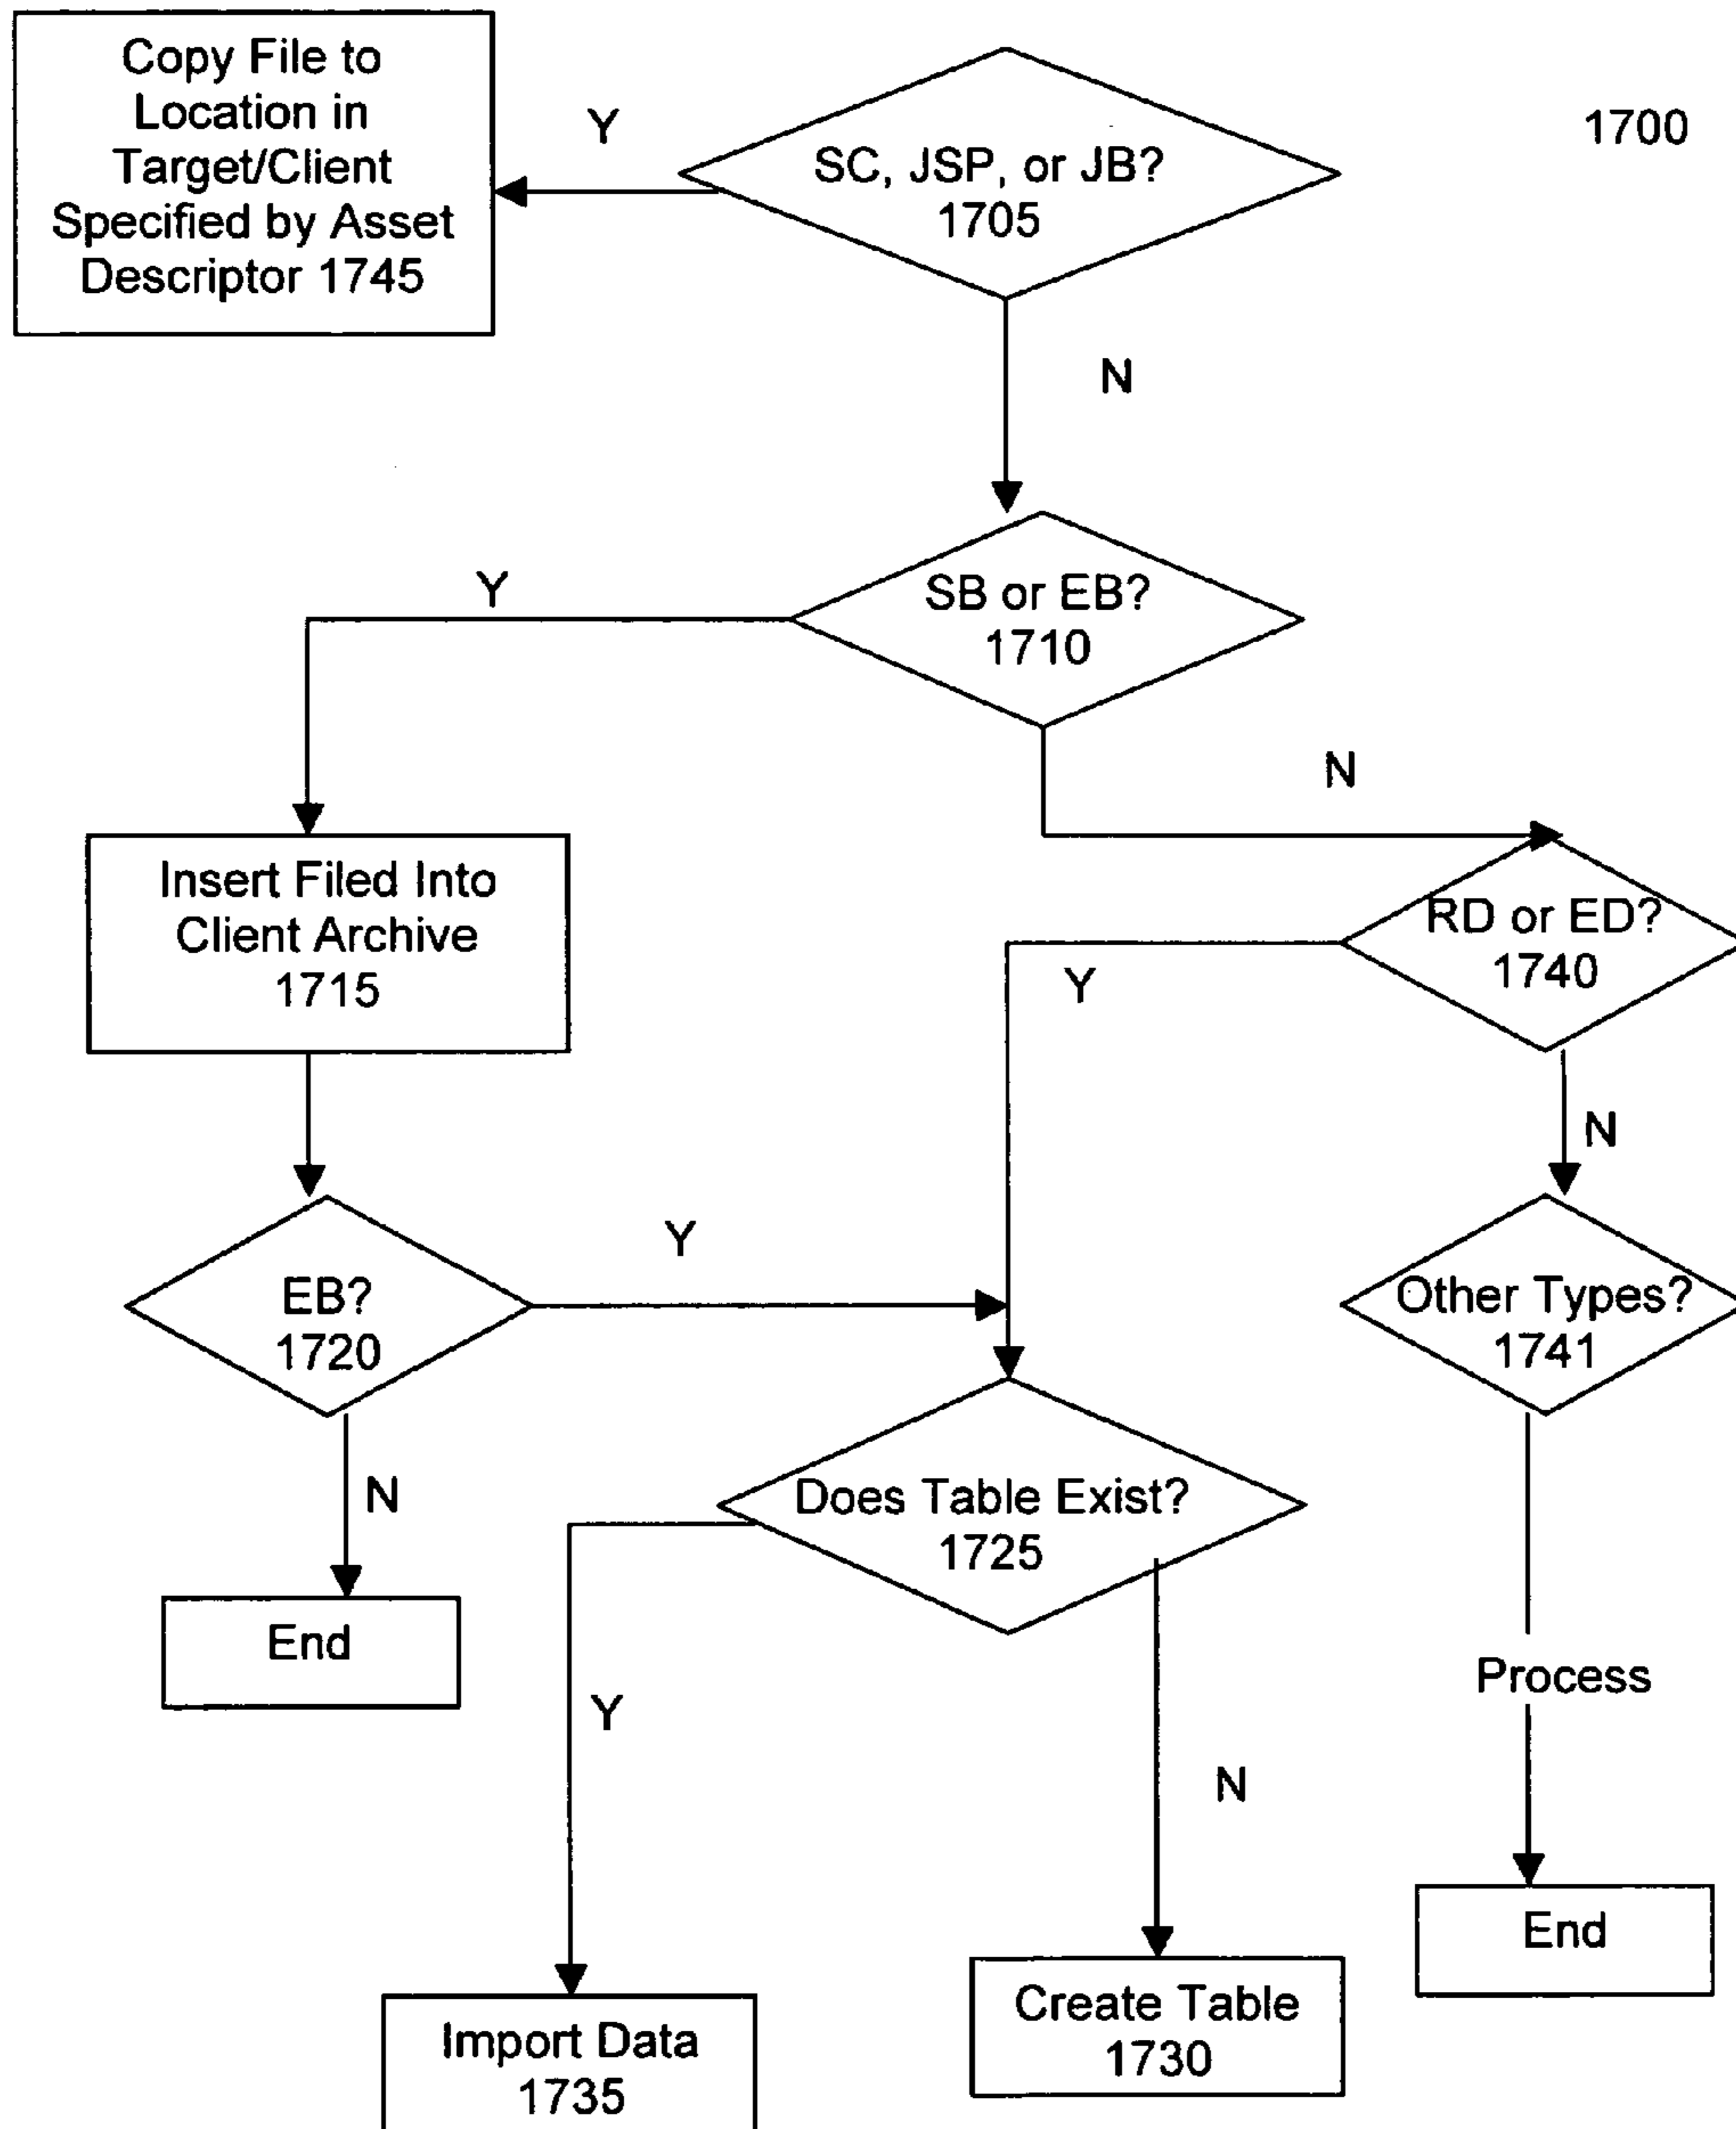 Copy File to
Location in
Target/Client
Specified by Asset
Descriptor 1745
Y
SC, JSP, or JB?
1705
1700
N
SB or EB?
1710
Y
N
Insert Filed Into
Client Archive
1715
RD or ED?
1740
Y
N
EB?
1720
Y
Other Types?
1741
N
Does Table Exist?
1725
End
Y
N
Process
End
Import Data
1735
Create Table
1730